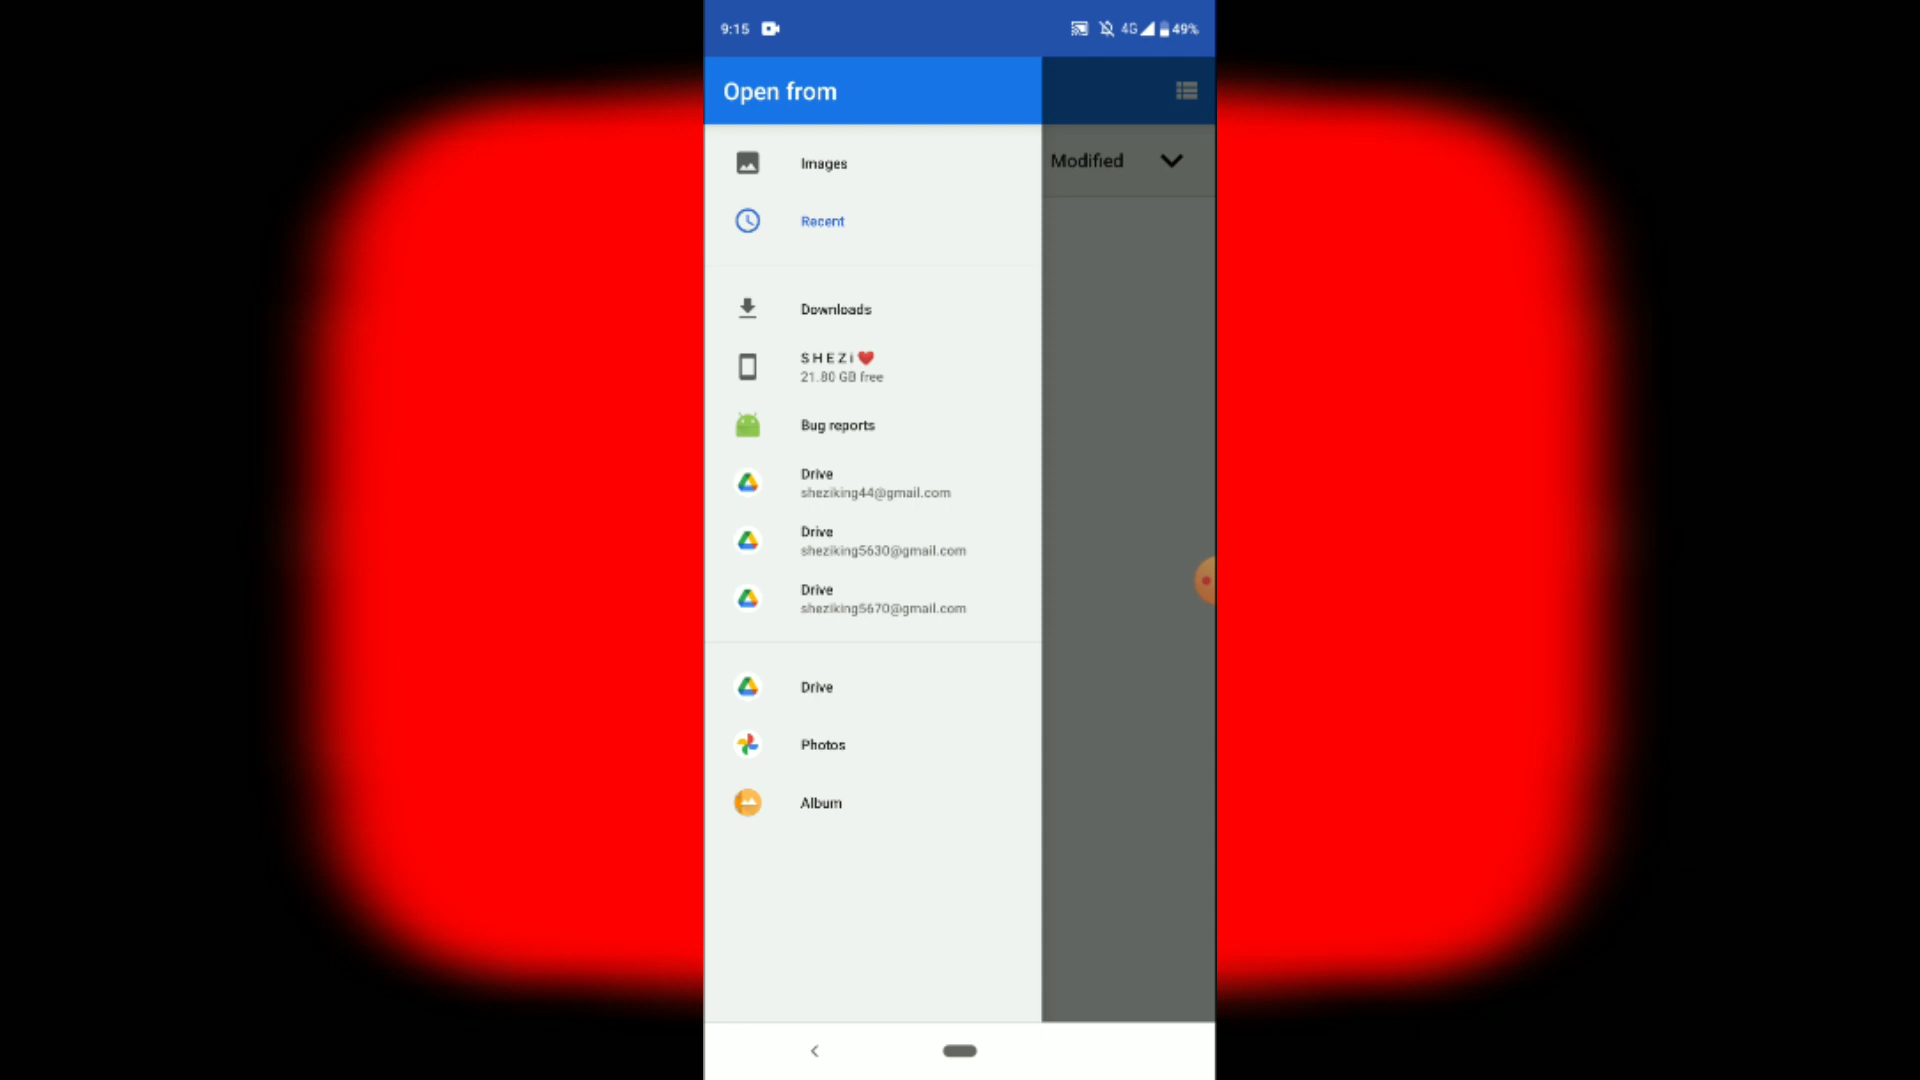 9:15
4G 49%
Open from
Images
Modified
Recent
Downloads
S H E Z i❤️
21.80 GB free
Bug reports
Drive
sheziking44@gmail.com
Drive
sheziking5630@gmail.com
Drive
sheziking5670@gmail.com
Drive
Photos
Album